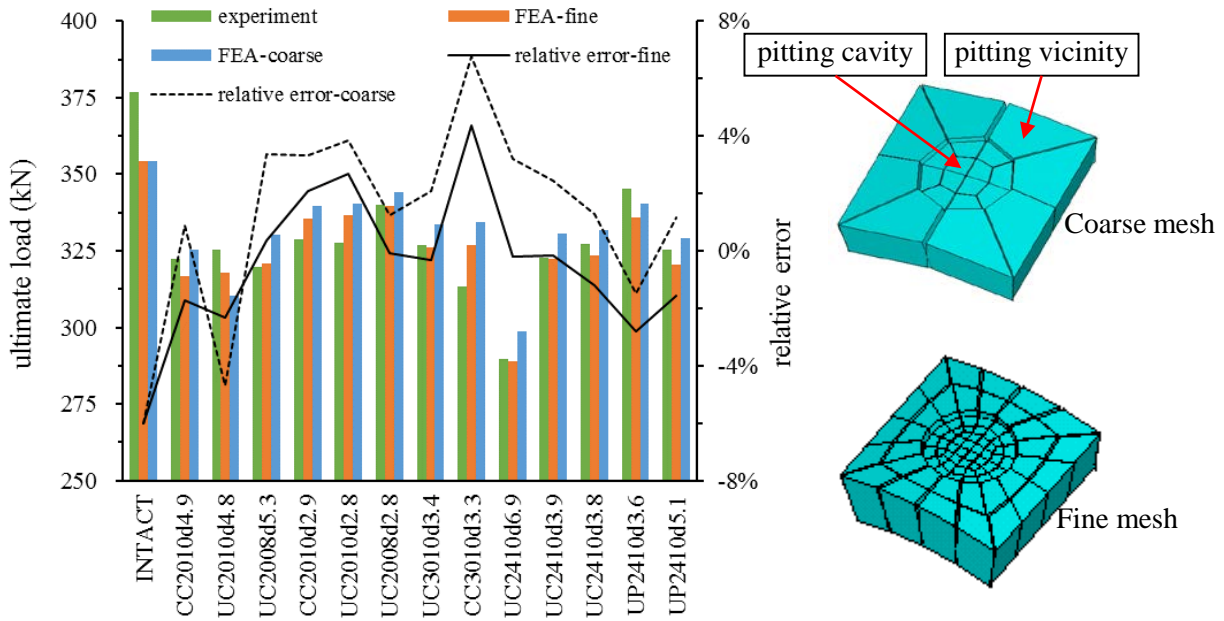 experiment
FEA-fine
FEA-coarse
relative error-fine
relative error-coarse
400
375
350
325
300
275
250
ultimate load (kN)
8%
4%
0%
-4%
-8%
relative error
INTACT
CC2010d4.9
UC2010d4.8
UC2008d5.3
CC2010d2.9
UC2010d2.8
UC2008d2.8
UC3010d3.4
CC3010d3.3
UC2410d6.9
UC2410d3.9
UC2410d3.8
UP2410d3.6
UP2410d5.1
pitting cavity
pitting vicinity
Coarse mesh
Fine mesh